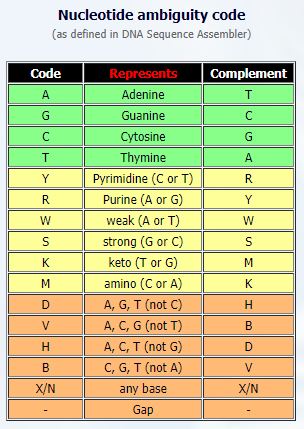 Nucleotide ambiguity code
(as defined in DNA Sequence Assembler)
Code Represents Complement
A Adenine T
G Guanine C
C Cytosine G
T Thymine A
Y Pyrimidine (C or T) R
R Purine (A or G) Y
W weak (A or T) W
S strong (G or C) S
K keto (T or G) M
M amino (C or A) K
D A, G, T (not C) H
V A, C, G (not T) B
H A, C, T (not G) D
B C, G, T (not A) V
X/N any base X/N
- Gap -